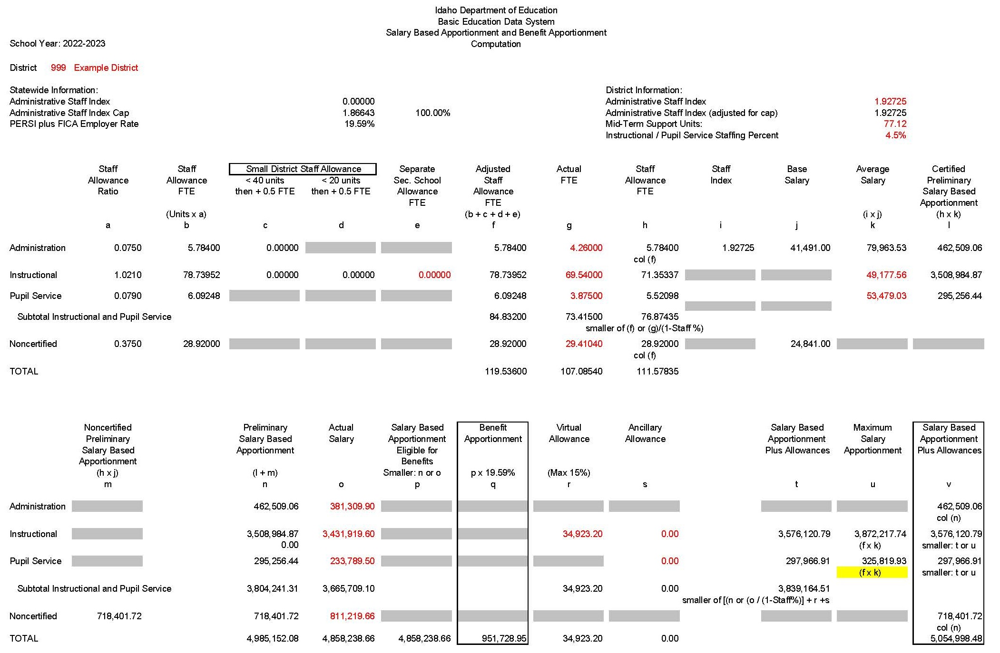 Idaho Department of Education
Basic Education Data System
Salary Based Apportionment and Benefit Apportionment
School Year: 2022-2023 Computation
District 999 Example District
Statewide Information: District Information:
Administrative Staff Index 0.00000 Administrative Staff Index 1.92725
Administrative Staff Index Cap 1.86643 100.00% Administrative Staff Index (adjusted for cap) 1.92725
PERSI plus FICA Employer Rate 19.59% Mid-Term Support Units: 77.12
Instructional / Pupil Service Staffing Percent 4.5%
Staff Staff Small District Staff Allowance Separate Adjusted Actual Staff Staff Base Average Certified
Allowance Allowance < 40 units < 20 units Sec. School Staff FTE Allowance Index Salary Salary Preliminary
Ratio FTE then + 0.5 FTE then + 0.5 FTE Allowance Allowance FTE Salary Based
FTE FTE Apportionment
(Units x a) (b + c + d + e) (i x j) (h x k)
a b c d e f g h i j k l
Administration 0.0750 5.78400 0.00000 5.78400 4.26000 5.78400 1.92725 41,491.00 79,963.53 462,509.06
col (f)
Instructional 1.0210 78.73952 0.00000 0.00000 0.00000 78.73952 69.54000 71.35337 49,177.56 3,508,984.87
Pupil Service 0.0790 6.09248 6.09248 3.87500 5.52098 53,479.03 295,256.44
Subtotal Instructional and Pupil Service 84.83200 73.41500 76.87435
smaller of (f) or (g)/(1-Staff %)
Noncertified 0.3750 28.92000 28.92000 29.41040 28.92000 24,841.00
col (f)
TOTAL 119.53600 107.08540 111.57835
Noncertified Preliminary Actual Salary Based Benefit Virtual Ancillary Salary Based Maximum Salary Based
Preliminary Salary Based Salary Apportionment Apportionment Allowance Allowance Apportionment Salary Apportionment
Salary Based Apportionment Eligible for Plus Allowances Apportionment Plus Allowances
Apportionment Benefits
(h x j) (l + m) Smaller: n or o p x 19.59% (Max 15%)
m n o p q r s t u v
Administration 462,509.06 381,309.90 462,509.06
col (n)
Instructional 3,508,984.87 3,431,919.60 34,923.20 0.00 3,576,120.79 3,872,217.74 3,576,120.79
0.00 (f x k) smaller: t or u
Pupil Service 295,256.44 233,789.50 0.00 297,966.91 325,819.93 297,966.91
(f x k) smaller: t or u
Subtotal Instructional and Pupil Service 3,804,241.31 3,665,709.10 34,923.20 0.00 3,839,164.51
smaller of [(n or (o / (1-Staff%)] + r +s
Noncertified 718,401.72 718,401.72 811,219.66 718,401.72
col (n)
TOTAL 4,985,152.08 4,858,238.66 4,858,238.66 951,728.95 34,923.20 0.00 5,054,998.48